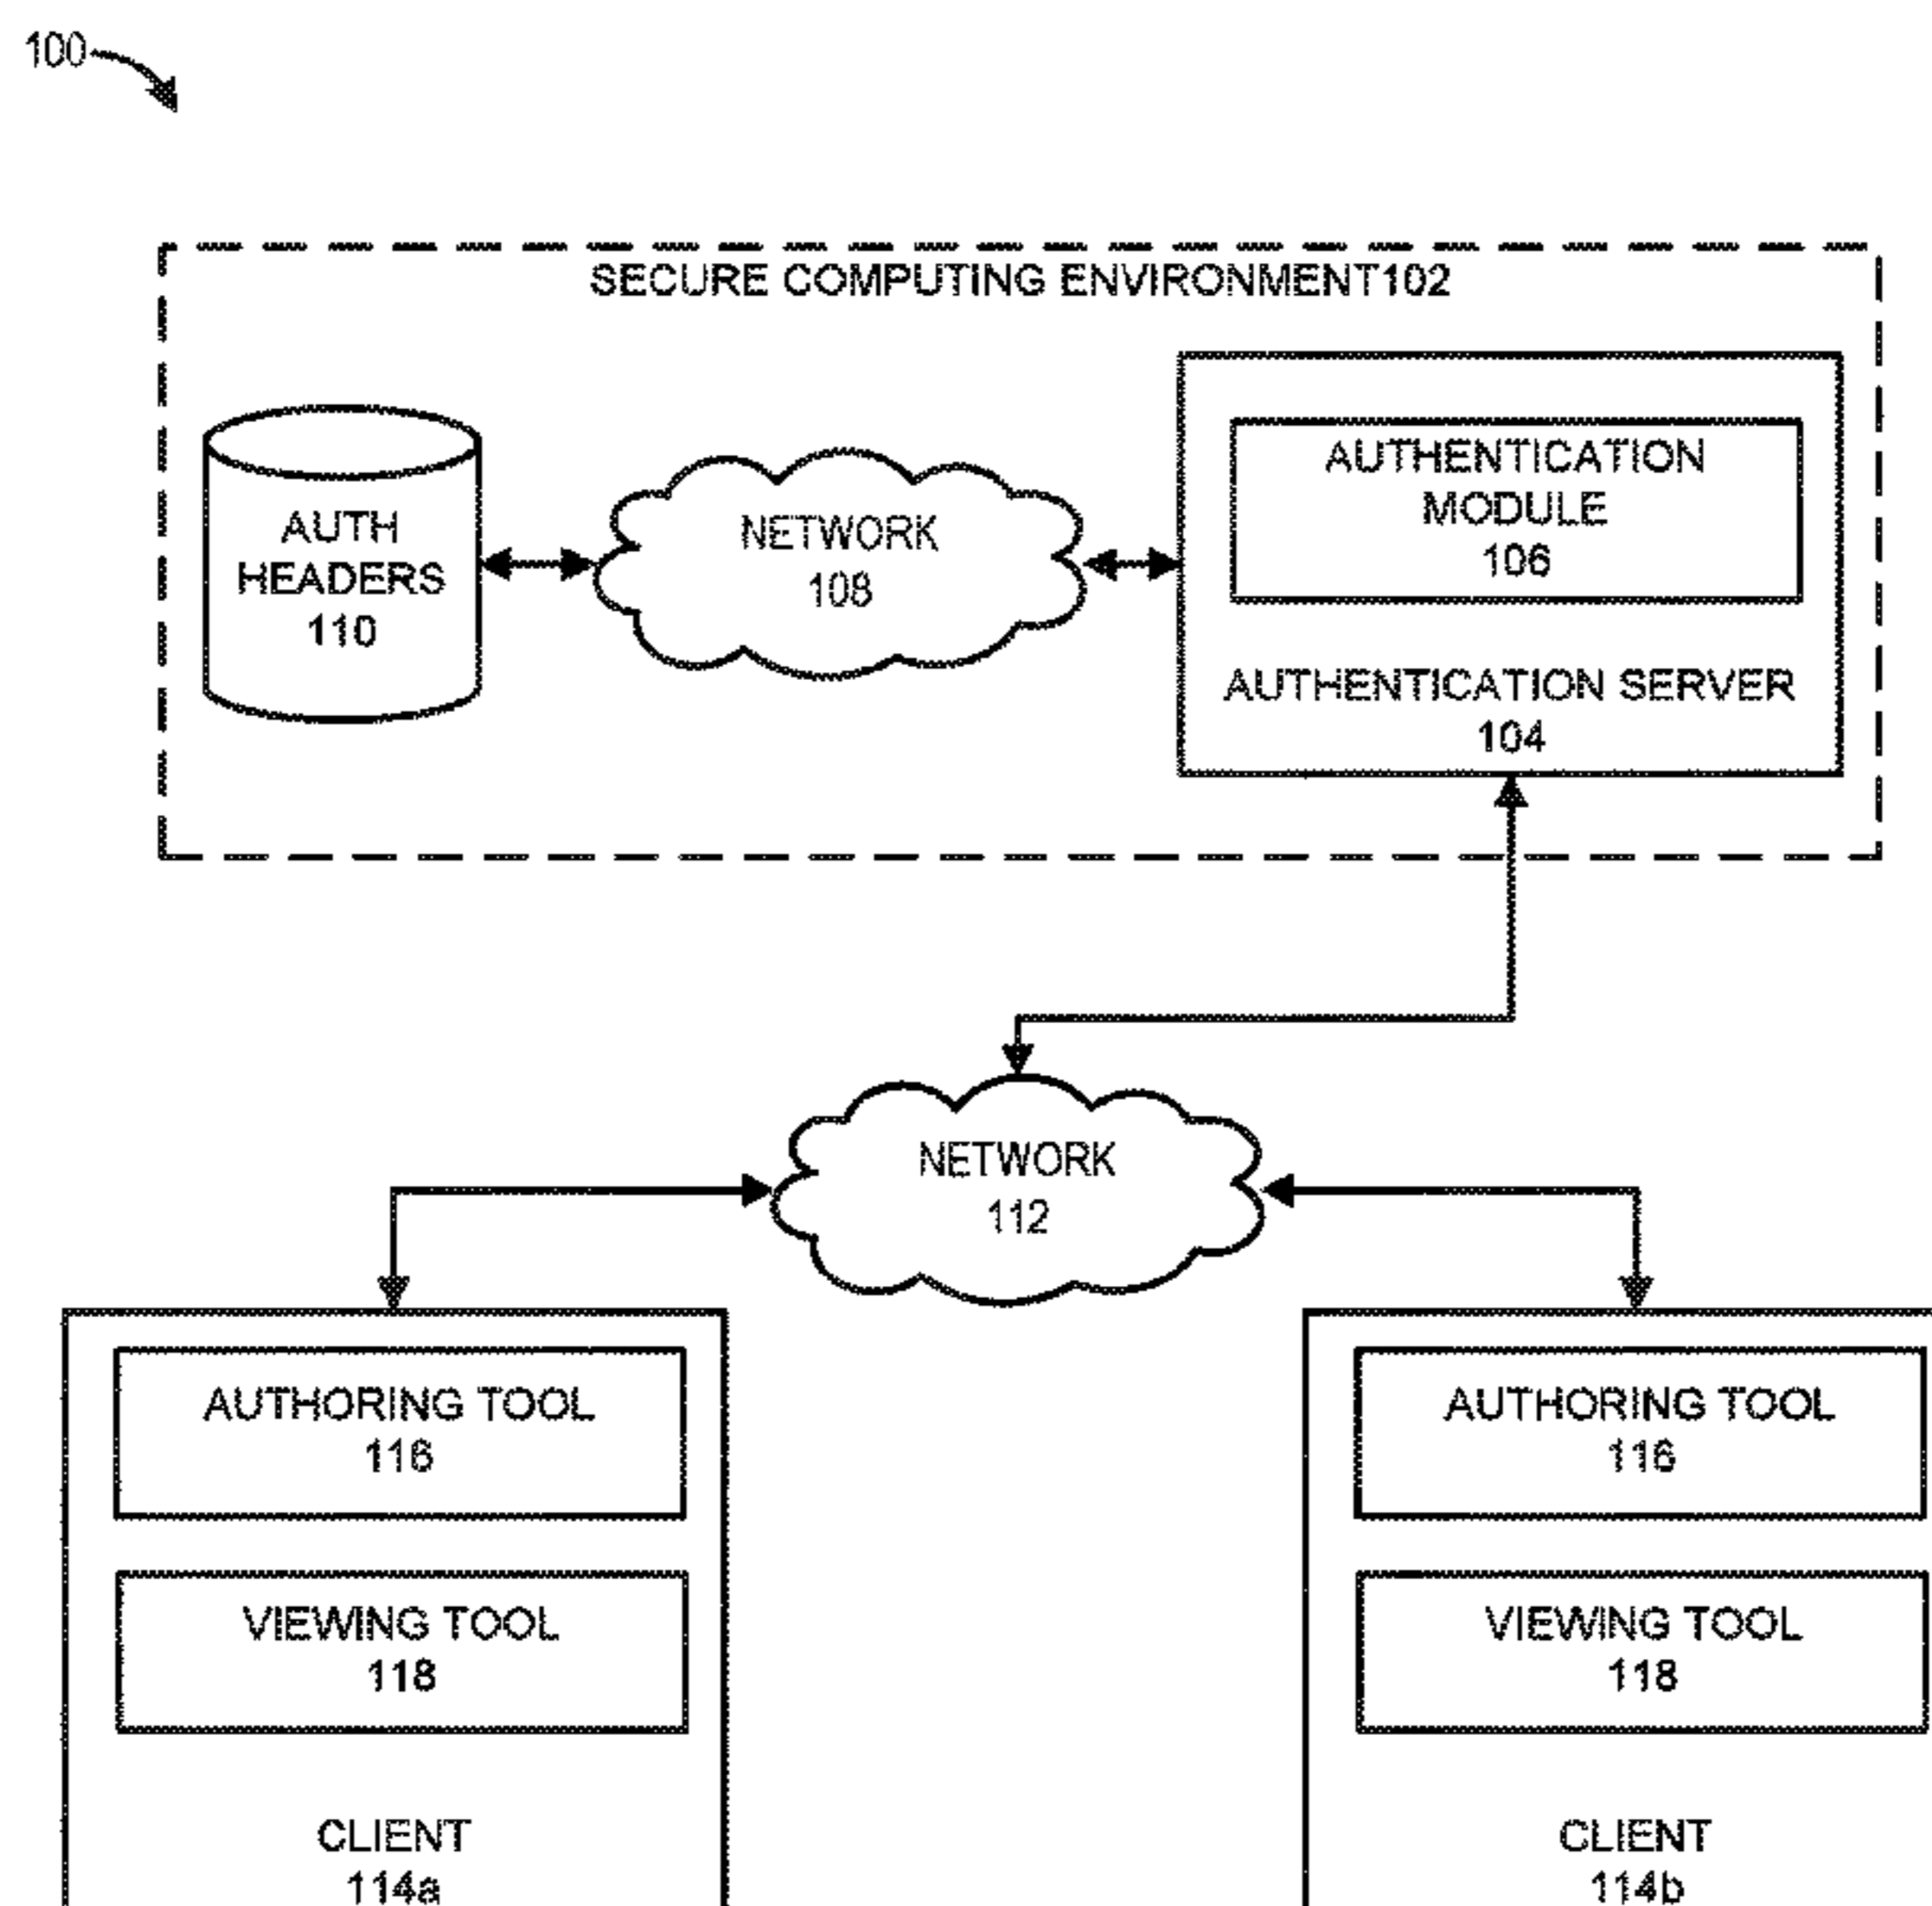 100
SECURE COMPUTING ENVIRONMENT102
AUTH
HEADERS
110
NETWORK
108
AUTHENTICATION
MODULE
106
AUTHENTICATION SERVER
104
NETWORK
112
AUTHORING TOOL
116
VIEWING TOOL
118
CLIENT
114a
AUTHORING TOOL
116
VIEWING TOOL
118
CLIENT
114b